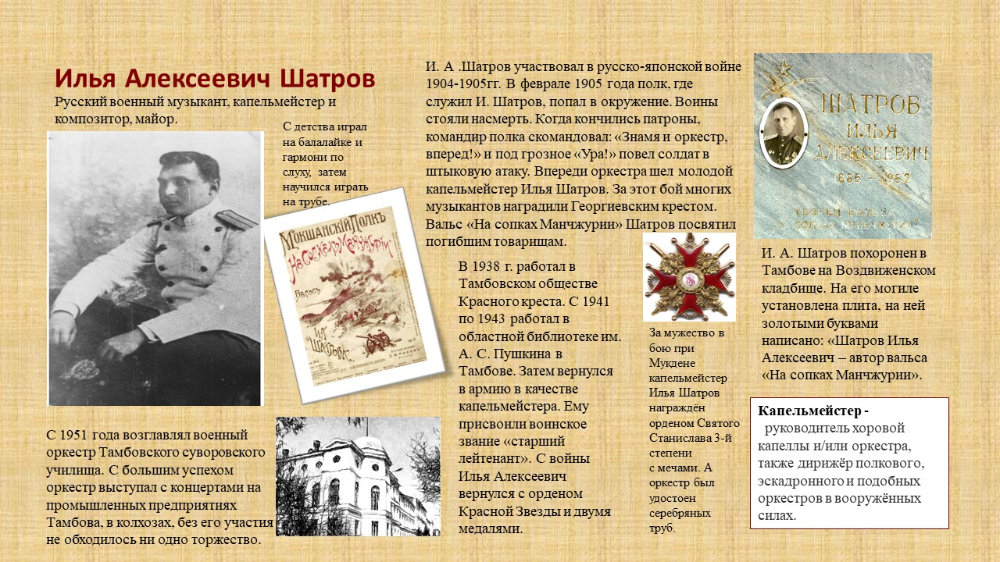 Илья Алексеевич Шатров
Русский военный музыкант, капельмейстер и
композитор, майор.
С детства играл
на балалайке и
гармони по
слуху, затем
научился играть
на трубе.
МОКШАНСКІЙ ПОЛКЪ
На Сопкахъ Манчжуріи
ВАЛЬСЪ
И.А.
ШАТРОВЪ.
С 1951 года возглавлял военный
оркестр Тамбовского суворовского
училища. С большим успехом
оркестр выступал с концертами на
промышленных предприятиях
Тамбова, в колхозах, без его участия
не обходилось ни одно торжество.
И. А .Шатров участвовал в русско-японской войне
1904-1905гг. В февралe 1905 года полк, где
служил И. Шатров, попал в окружение. Воины
стояли насмерть. Когда кончились патроны,
командир полка скомандовал: «Знамя и оркестр,
вперед!» и под грозное «Ура!» повел солдат в
штыковую атаку. Впереди оркестра шел молодой
капельмейстер Илья Шатров. За этот бой многих
музыкантов наградили Георгиевским крестом.
Вальс «На сопках Манчжурии» Шатров посвятил
погибшим товарищам.
В 1938 г. работал в
Тамбовском обществе
Красного креста. С 1941
по 1943 работал в
областной библиотеке им.
А. С. Пушкина в
Тамбове. Затем вернулся
в армию в качестве
капельмейстера. Ему
присвоили воинское
звание «старший
лейтенант». С войны
Илья Алексеевич
вернулся с орденом
Красной Звезды и двумя
медалями.
За мужество в
бою при
Мукдене
капельмейстер
Илья Шатров
награждён
орденом Святого
Станислава 3-й
степени
с мечами. А
оркестр был
удостоен
серебряных
труб.
ШАТРОВ
ИЛЬЯ
АЛЕКСЕЕВИЧ
1885 – 1952
ТВОРЕЦ ВАЛЬСА
"НА СОПКАХ МАНЬЧЖУРИИ"
И. А. Шатров похоронен в
Тамбове на Воздвиженском
кладбище. На его могиле
установлена плита, на ней
золотыми буквами
написано: «Шатров Илья
Алексеевич – автор вальса
«На сопках Манчжурии».
Капельмейстер -
руководитель хоровой
капеллы и/или оркестра,
также дирижёр полкового,
эскадронного и подобных
оркестров в вооружённых
силах.